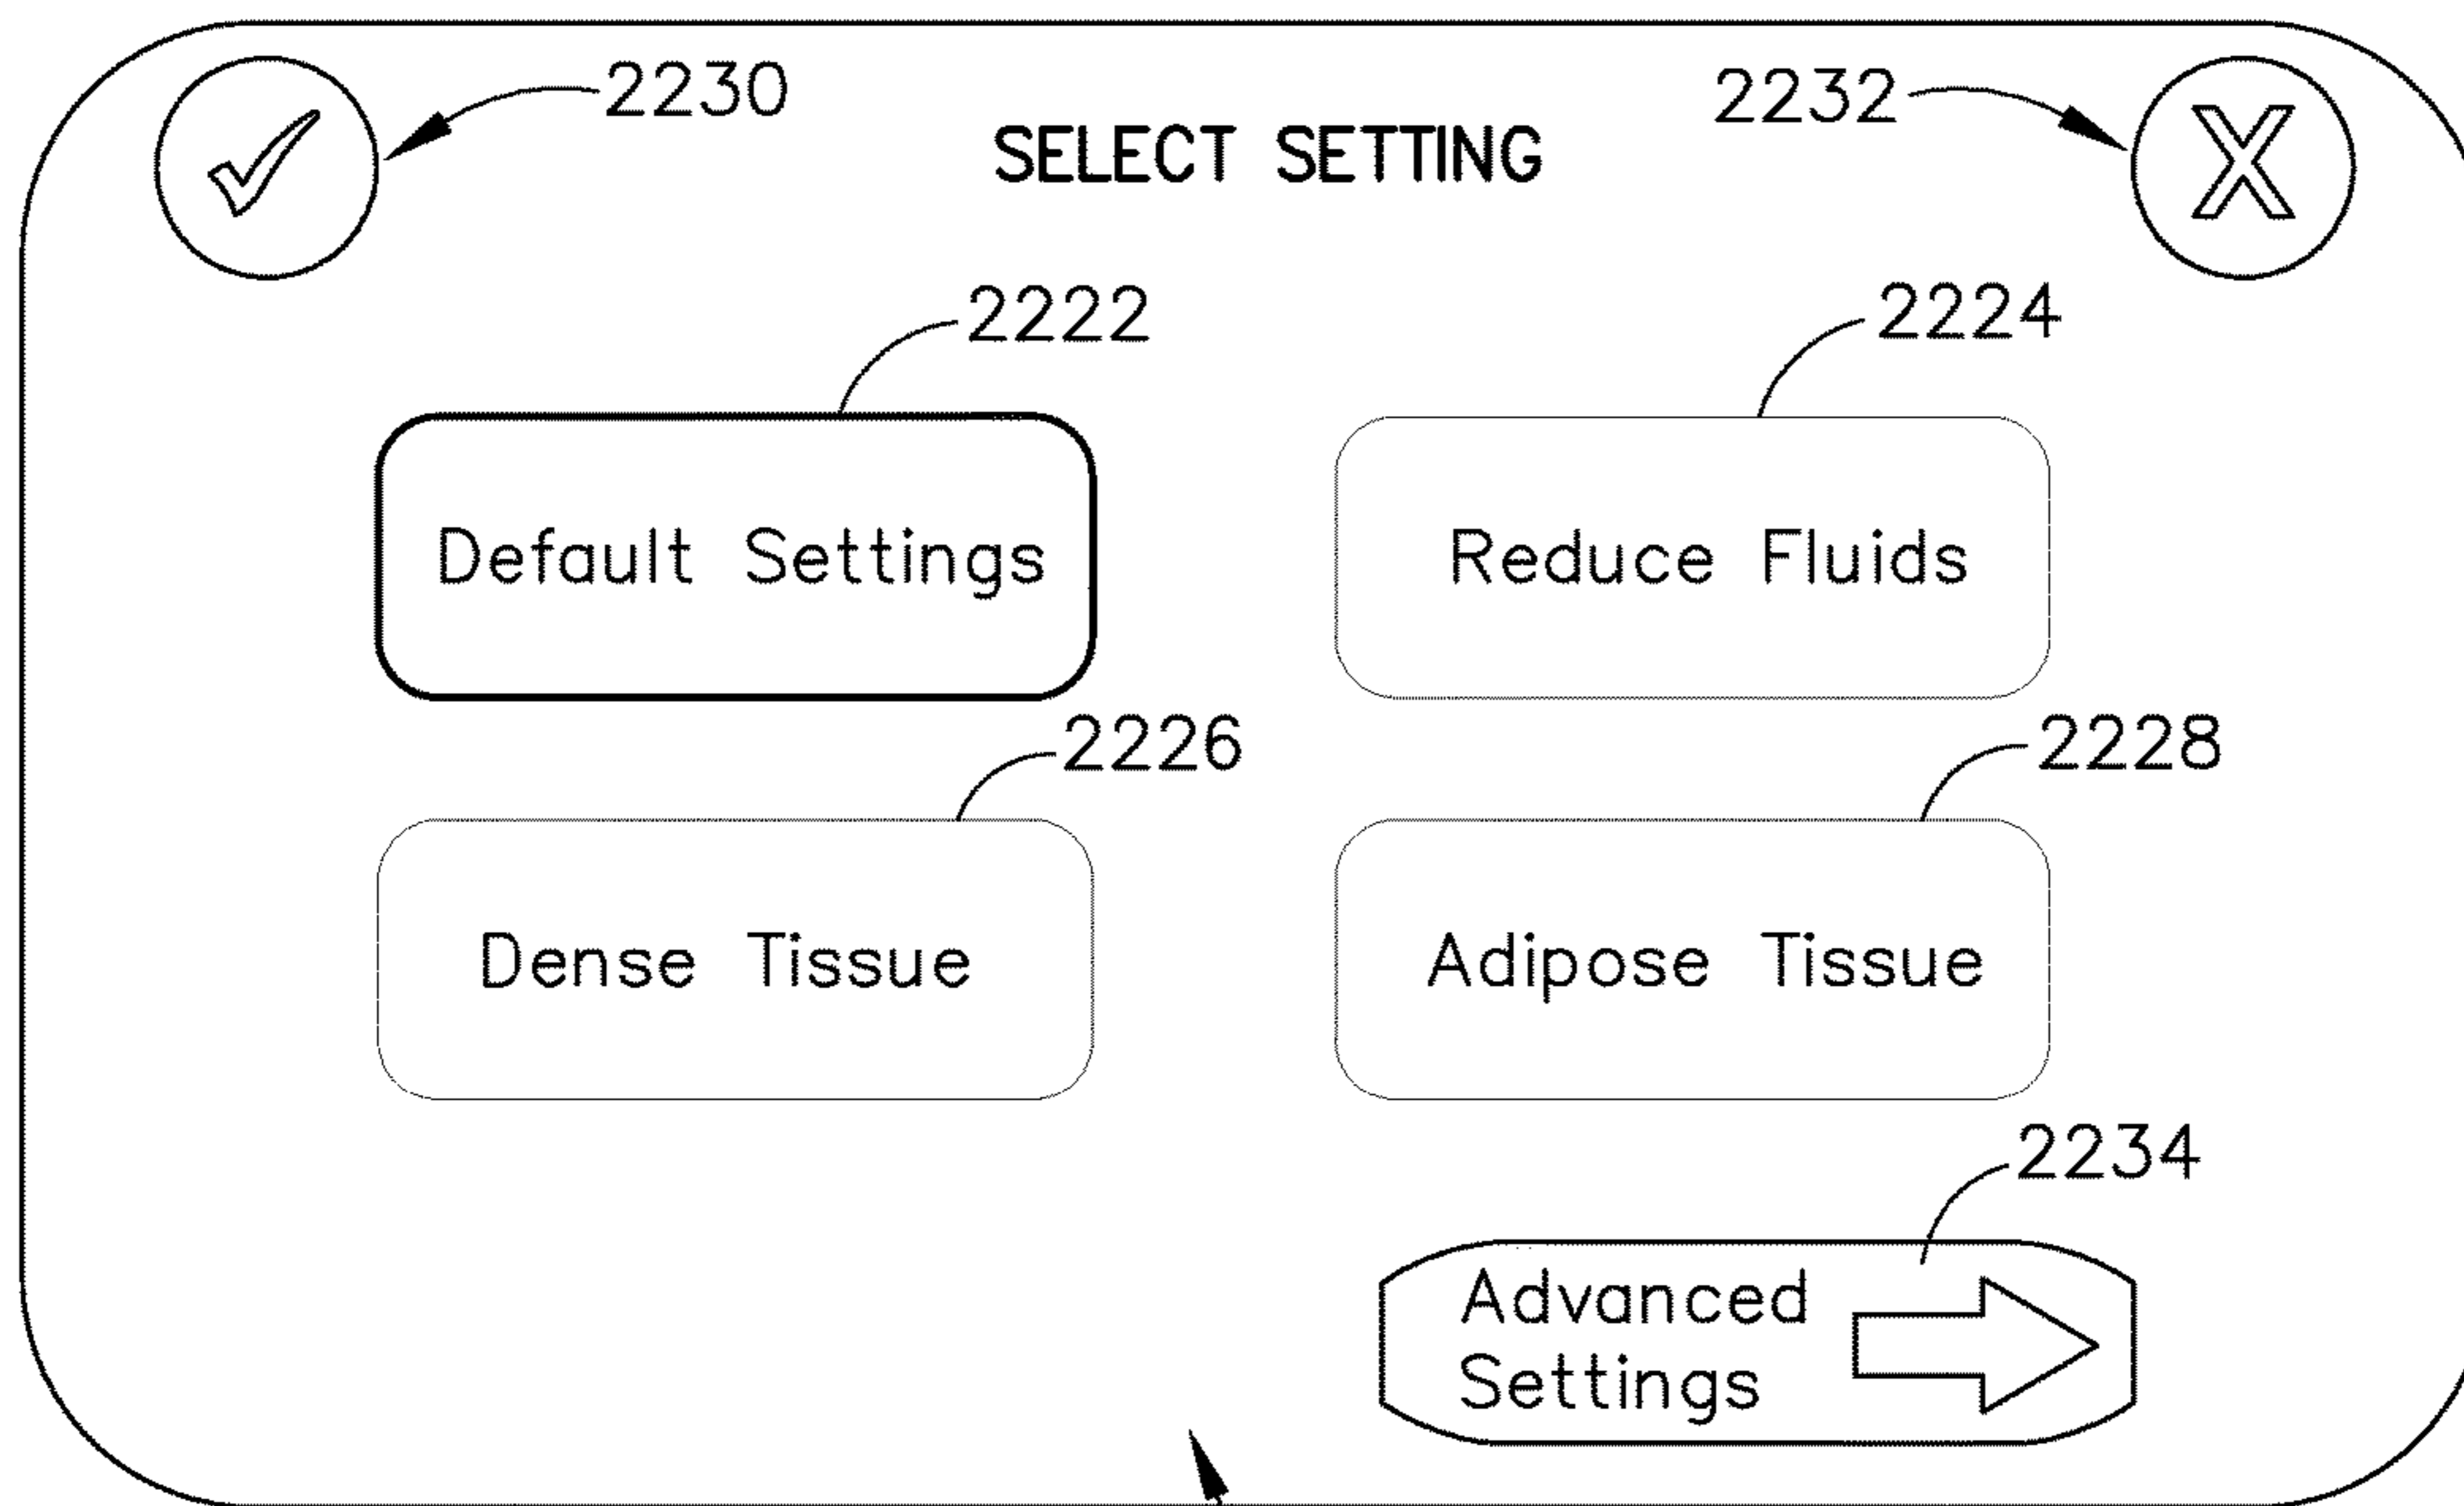 2230
2232
SELECT SETTING
X
2222
2224
Default Settings
Reduce Fluids
2226
2228
Dense Tissue
Adipose Tissue
2234
Advanced
Settings